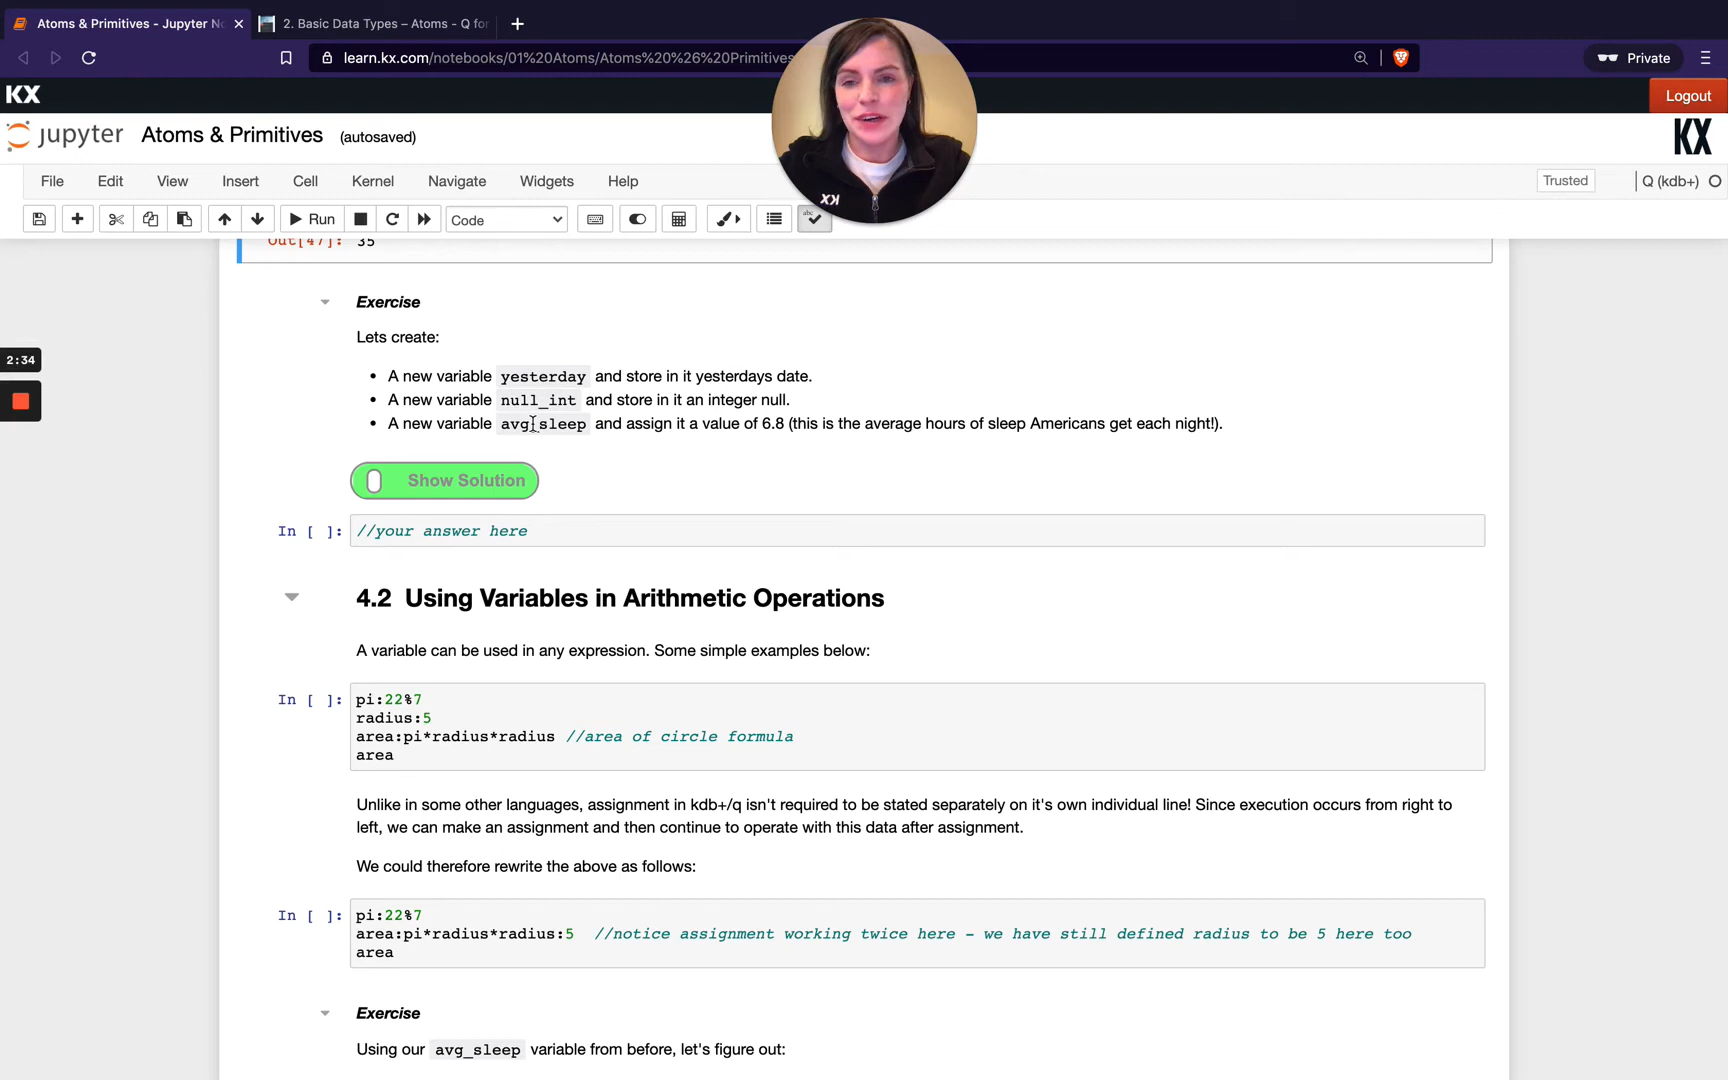 Atoms & Primitives - Jupyter No
2. Basic Data Types – Atoms - Q for
learn.kx.com/notebooks/01%20Atoms/Atoms%20%26%20Primitives
Private
KX
Logout
jupyter Atoms & Primitives (autosaved)
KX
File Edit View Insert Cell Kernel Navigate Widgets Help
Trusted
Q (kdb+)
Run
Code
abc
KX
Out[47]: 35
Exercise
Lets create:
2:34
• A new variable yesterday and store in it yesterdays date.
• A new variable null_int and store in it an integer null.
• A new variable avg_sleep and assign it a value of 6.8 (this is the average hours of sleep Americans get each night!).
Show Solution
In [ ]: //your answer here
4.2 Using Variables in Arithmetic Operations
A variable can be used in any expression. Some simple examples below:
In [ ]: pi:22%7
radius:5
area:pi*radius*radius //area of circle formula
area
Unlike in some other languages, assignment in kdb+/q isn't required to be stated separately on it's own individual line! Since execution occurs from right to
left, we can make an assignment and then continue to operate with this data after assignment.
We could therefore rewrite the above as follows:
In [ ]: pi:22%7
area:pi*radius*radius:5 //notice assignment working twice here - we have still defined radius to be 5 here too
area
Exercise
Using our avg_sleep variable from before, let's figure out: